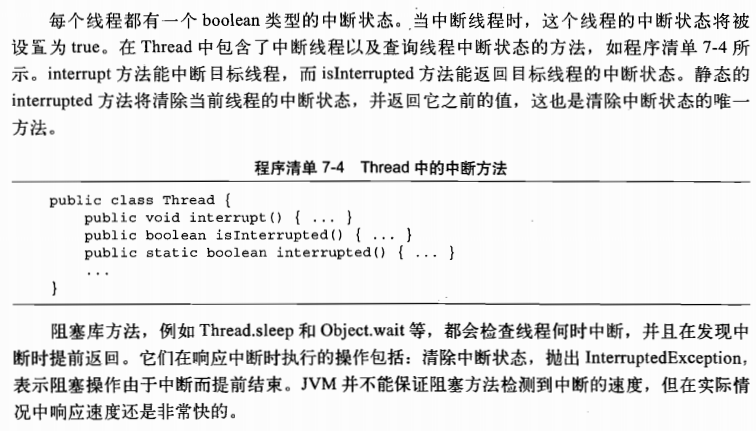 每个线程都有一个 boolean 类型的中断状态。当中断线程时，这个线程的中断状态将被
设置为 true。在 Thread 中包含了中断线程以及查询线程中断状态的方法，如程序清单 7-4 所
示。interrupt 方法能中断目标线程，而 isInterrupted 方法能返回目标线程的中断状态。静态的
interrupted 方法将清除当前线程的中断状态，并返回它之前的值，这也是清除中断状态的唯一
方法。
程序清单 7-4 Thread 中的中断方法
public class Thread {
public void interrupt() { ... }
public boolean isInterrupted() { ... }
public static boolean interrupted() { ... }
...
}
阻塞库方法，例如 Thread.sleep 和 Object.wait 等，都会检查线程何时中断，并且在发现中
断时提前返回。它们在响应中断时执行的操作包括：清除中断状态，抛出 InterruptedException，
表示阻塞操作由于中断而提前结束。JVM 并不能保证阻塞方法检测到中断的速度，但在实际情
况中响应速度还是非常快的。